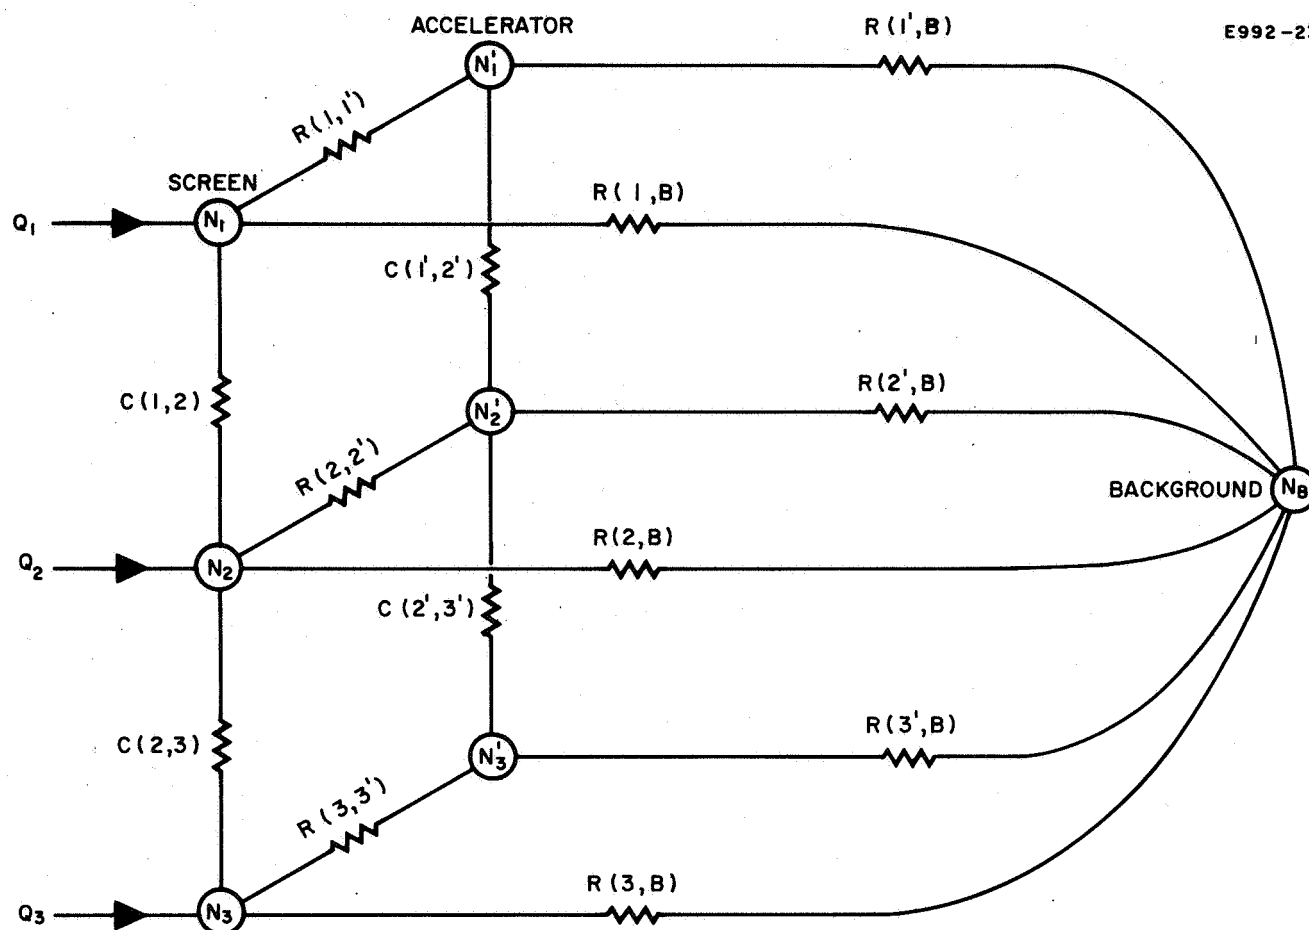 ACCELERATOR
R(1',B)
E992-2
N1'
R(1,1')
SCREEN
R(1,B)
Q1
N1
C(1',2')
R(2',B)
C(1,2)
N2'
R(2,2')
BACKGROUND
NB
R(2,B)
Q2
N2
C(2',3')
R(3',B)
C(2,3)
N3'
R(3,3')
R(3,B)
Q3
N3